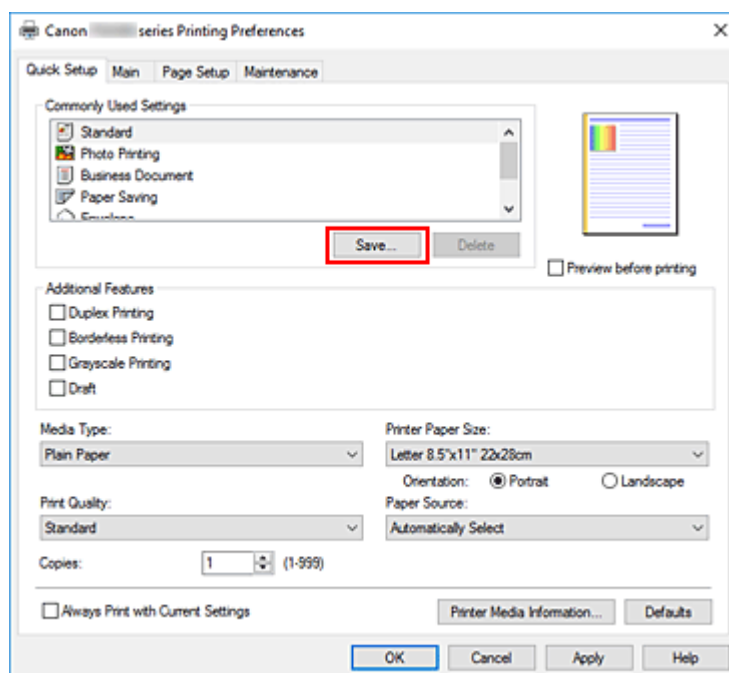 Canon series Printing Preferences
Quick Setup Main Page Setup Maintenance
Commonly Used Settings
Standard
Photo Printing
Business Document
Paper Saving
Envelope
Save... Delete
Preview before printing
Additional Features
Duplex Printing
Borderless Printing
Grayscale Printing
Draft
Media Type: Printer Paper Size:
Plain Paper Letter 8.5"x11" 22x28cm
Orientation: Portrait Landscape
Print Quality: Paper Source:
Standard Automatically Select
Copies: 1 (1-999)
Always Print with Current Settings Printer Media Information... Defaults
OK Cancel Apply Help